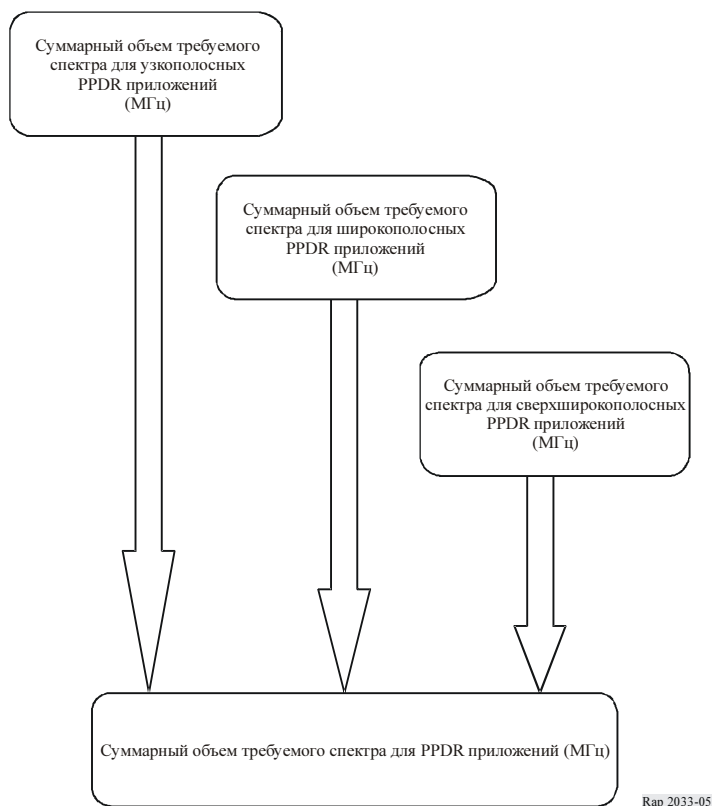 Суммарный объем требуемого
спектра для узкополосных
PPDR приложений
(МГц)
Суммарный объем требуемого
спектра для широкополосных
PPDR приложений
(МГц)
Суммарный объем требуемого
спектра для сверхширокополосных
PPDR приложений
(МГц)
Суммарный объем требуемого спектра для PPDR приложений (МГц)
Rap 2033-05